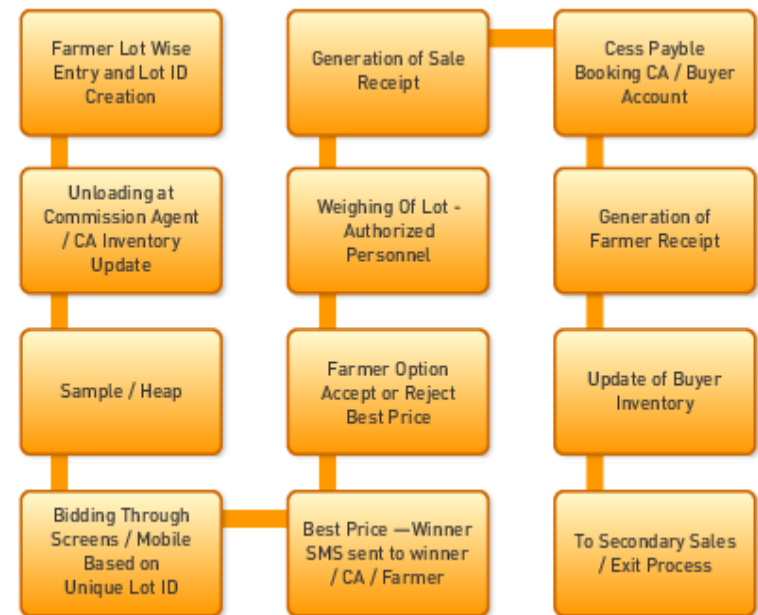 Farmer Lot Wise
Entry and Lot ID
Creation
Unloading at
Commission Agent
/ CA Inventory
Update
Sample / Heap
Bidding Through
Screens / Mobile
Based on
Unique Lot ID
Best Price —Winner
SMS sent to winner
/ CA / Farmer
Farmer Option
Accept or Reject
Best Price
Weighing Of Lot -
Authorized
Personnel
Generation of Sale
Receipt
Cess Payble
Booking CA / Buyer
Account
Generation of
Farmer Receipt
Update of Buyer
Inventory
To Secondary Sales
/ Exit Process